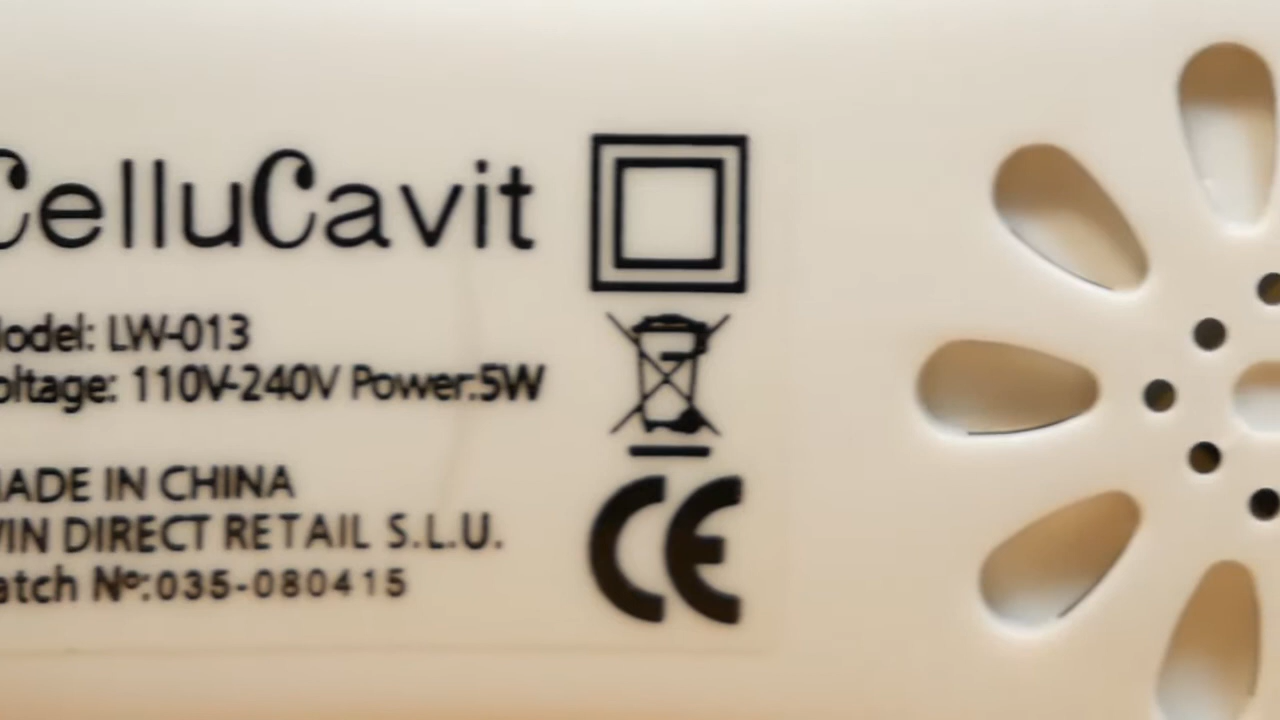 CelluCavit
odel: LW-013
oltage: 110V-240V Power:5W
ADE IN CHINA
IN DIRECT RETAIL S.L.U.
atch Nº:035-080415
CE